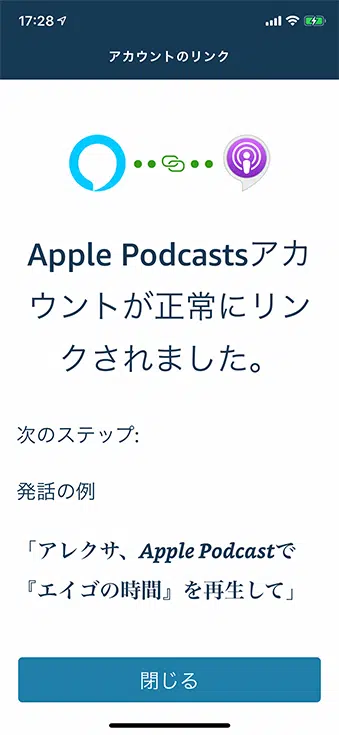 17:28
アカウントのリンク
Apple Podcastsアカ
ウントが正常にリン
クされました。
次のステップ:
発話の例
「アレクサ、Apple Podcastで
『エイゴの時間』を再生して」
閉じる